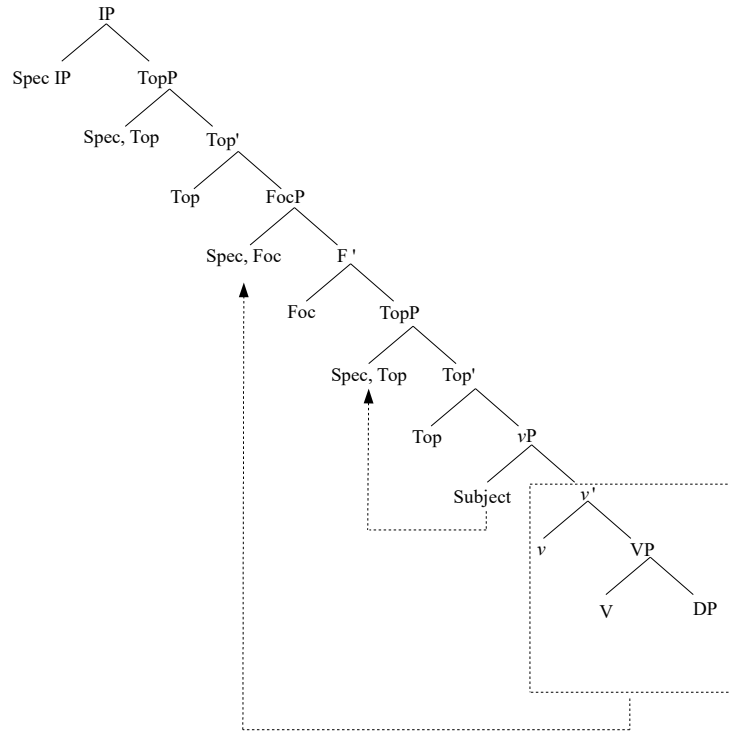 IP
Spec IP TopP
Spec, Top Top'
Top FocP
Spec, Foc F '
Foc TopP
Spec, Top Top'
Top vP
Subject v'
v VP
V DP